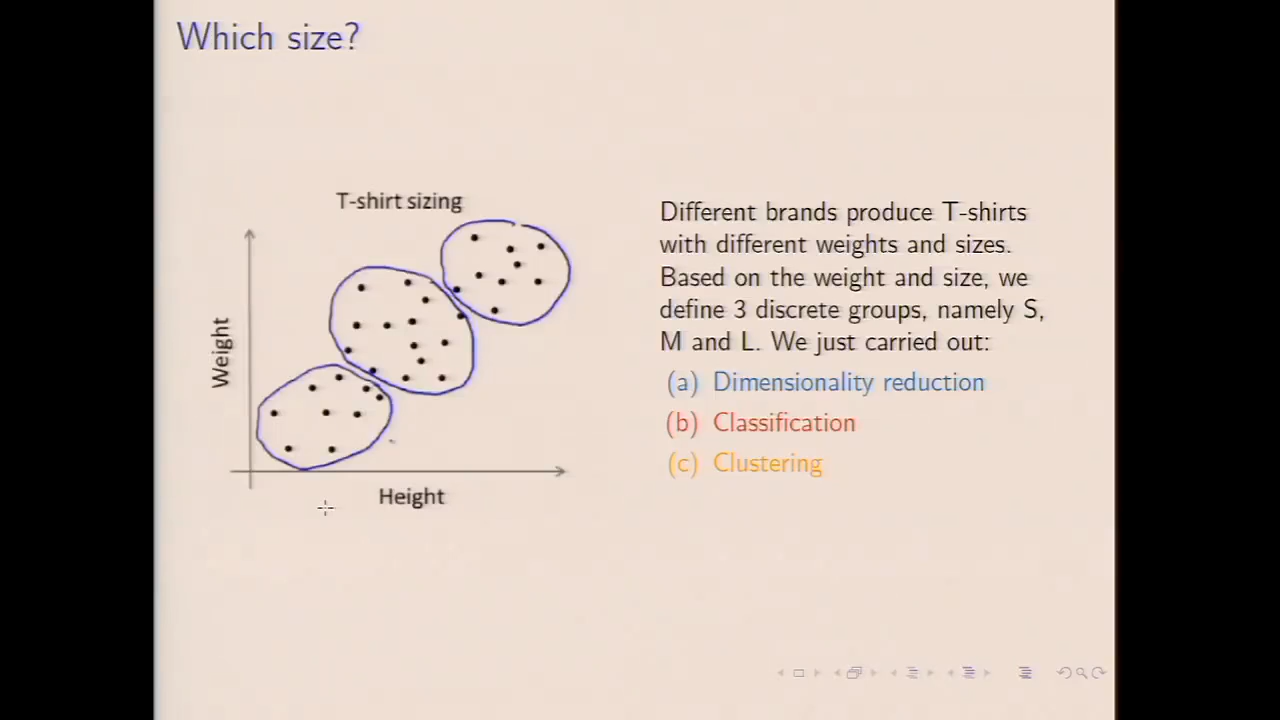 Which size?
T-shirt sizing
Weight
Height
Different brands produce T-shirts
with different weights and sizes.
Based on the weight and size, we
define 3 discrete groups, namely S,
M and L. We just carried out:
(a) Dimensionality reduction
(b) Classification
(c) Clustering